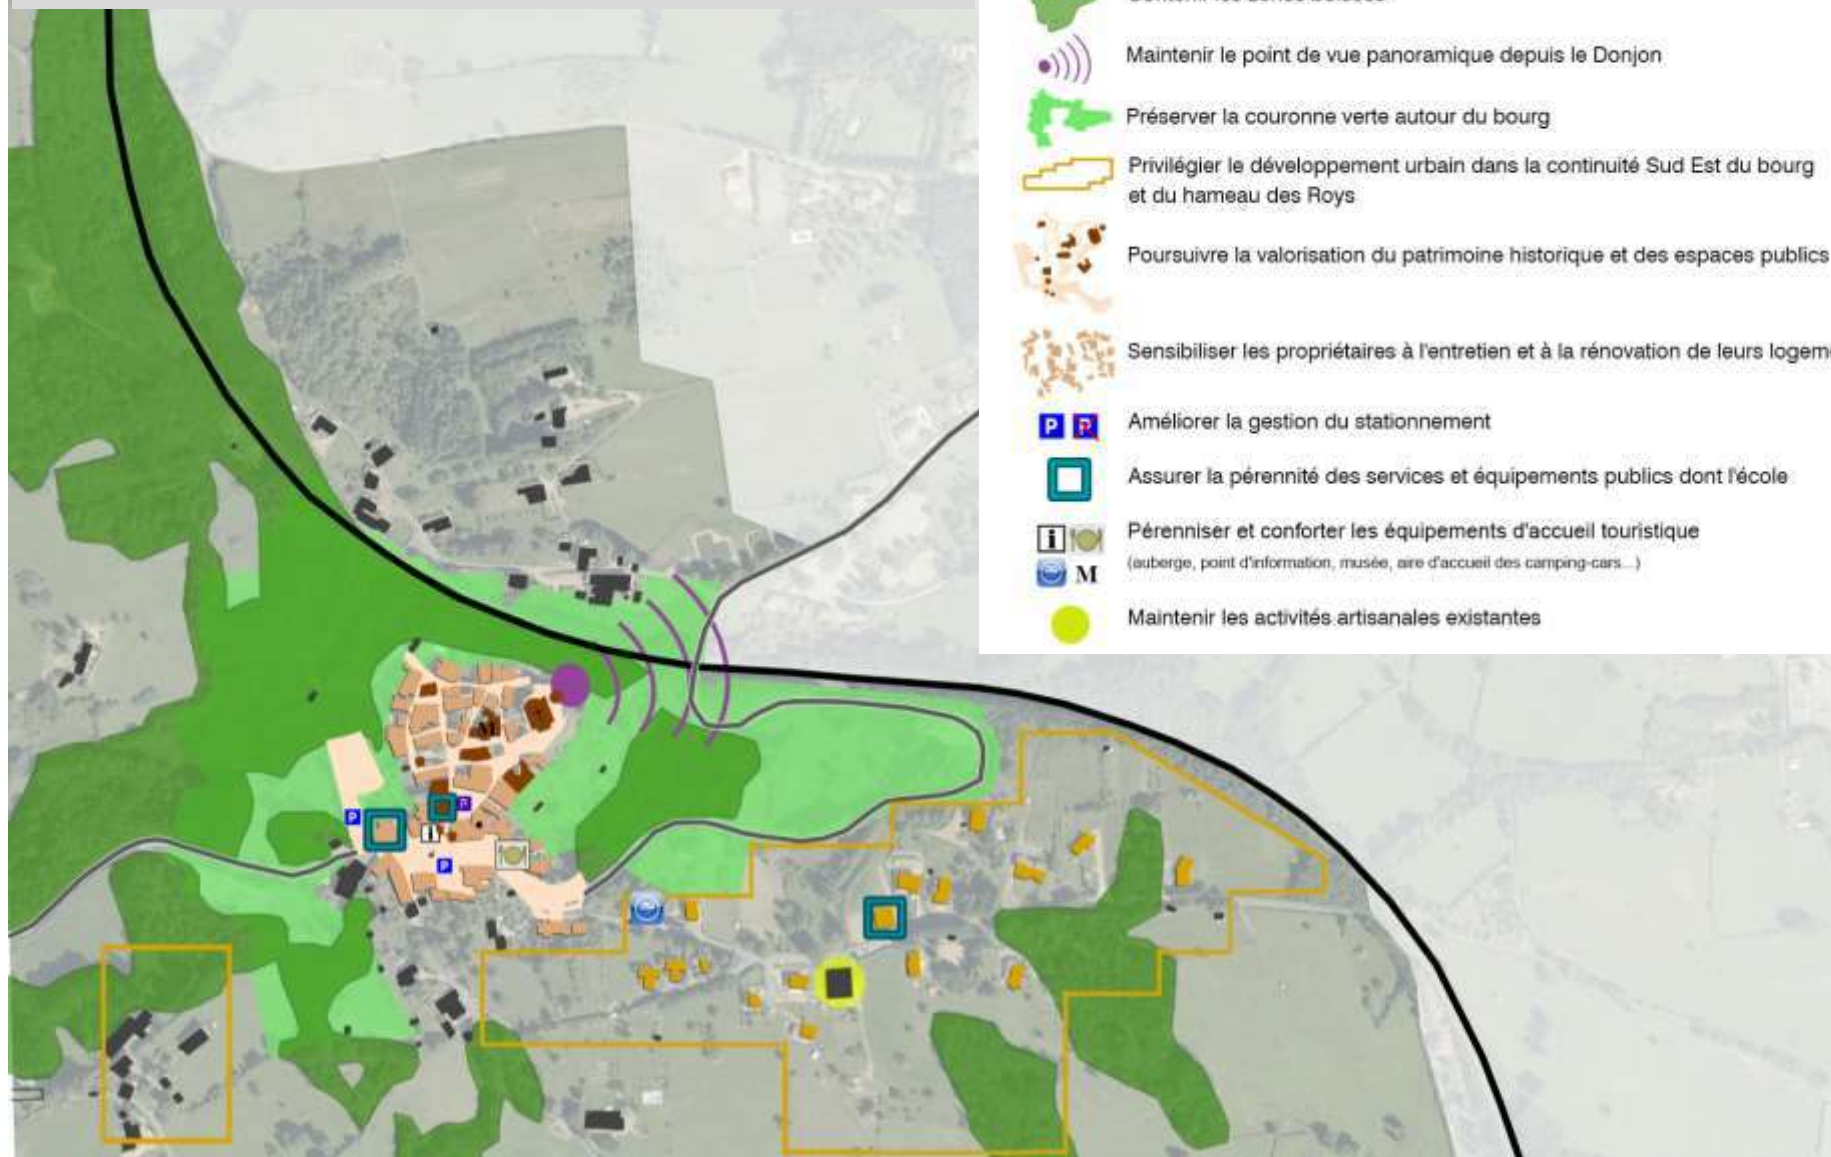 Contenir les zones boisées
Maintenir le point de vue panoramique depuis le Donjon
Préserver la couronne verte autour du bourg
Privilégier le développement urbain dans la continuité Sud Est du bourg
et du hameau des Roys
Poursuivre la valorisation du patrimoine historique et des espaces publics
Sensibiliser les propriétaires à l'entretien et à la rénovation de leurs logem
P P Améliorer la gestion du stationnement
Assurer la pérennité des services et équipements publics dont l'école
i Pérenniser et conforter les équipements d'accueil touristique
M (auberge, point d'information, musée, aire d'accueil des camping-cars...)
Maintenir les activités artisanales existantes
M
P
P
i
P